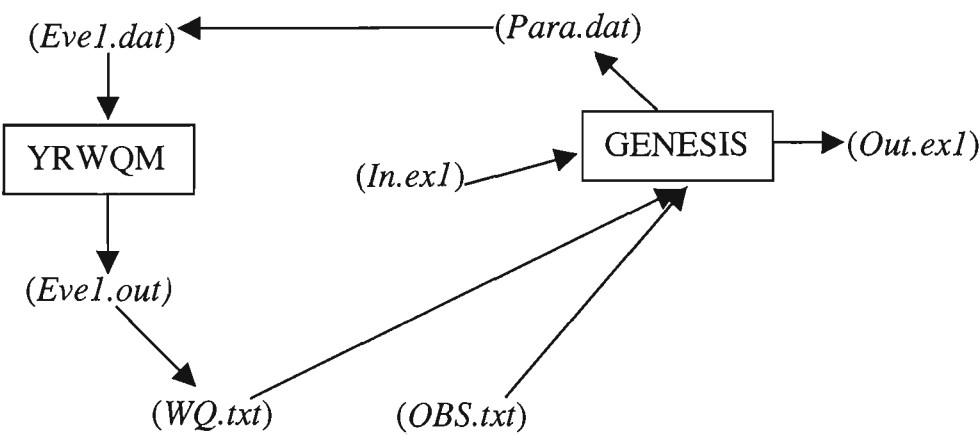 (Eve1.dat)
(Para.dat)
YRWQM
GENESIS
(Out.ex1)
(In.ex1)
(Eve1.out)
(WQ.txt)
(OBS.txt)